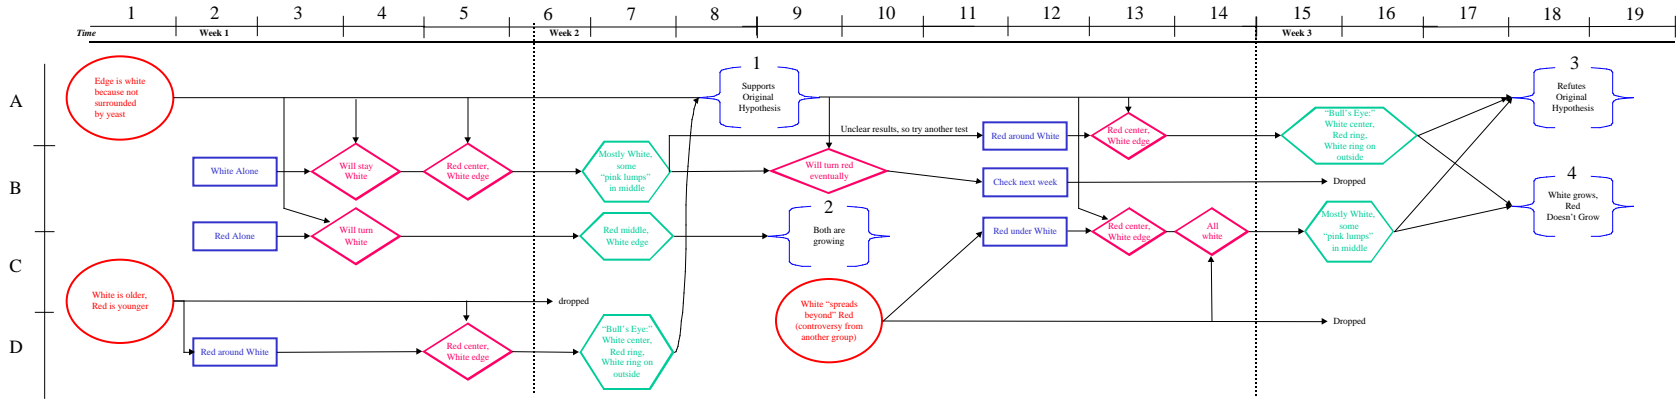 1 2 3 4 5 6 7 8 9 10 11 12 13 14 15 16 17 18 19
Time Week 1 Week 2 Week 3
A
B
C
D
Edge is white
because not
surrounded
by yeast
White is older,
Red is younger
White Alone
Red Alone
Red around White
Will stay
White
Will turn
White
Red center,
White edge
Red center,
White edge
dropped
Mostly White,
some
"pink lumps"
in middle
Red middle,
White edge
"Bull's Eye:"
White center,
Red ring,
White ring on
outside
1
Supports
Original
Hypothesis
Unclear results, so try another test
Will turn red
eventually
2
Both are
growing
White "spreads
beyond" Red
(controversy from
another group)
Red around White
Check next week
Red under White
Red center,
White edge
Red center,
White edge
All
white
"Bull's Eye:
White center,
Red ring,
White ring on
outside
Dropped
Mostly White,
some
"pink lumps"
in middle
Dropped
3
Refutes
Original
Hypothesis
4
White grows,
Red
Doesn't Grow